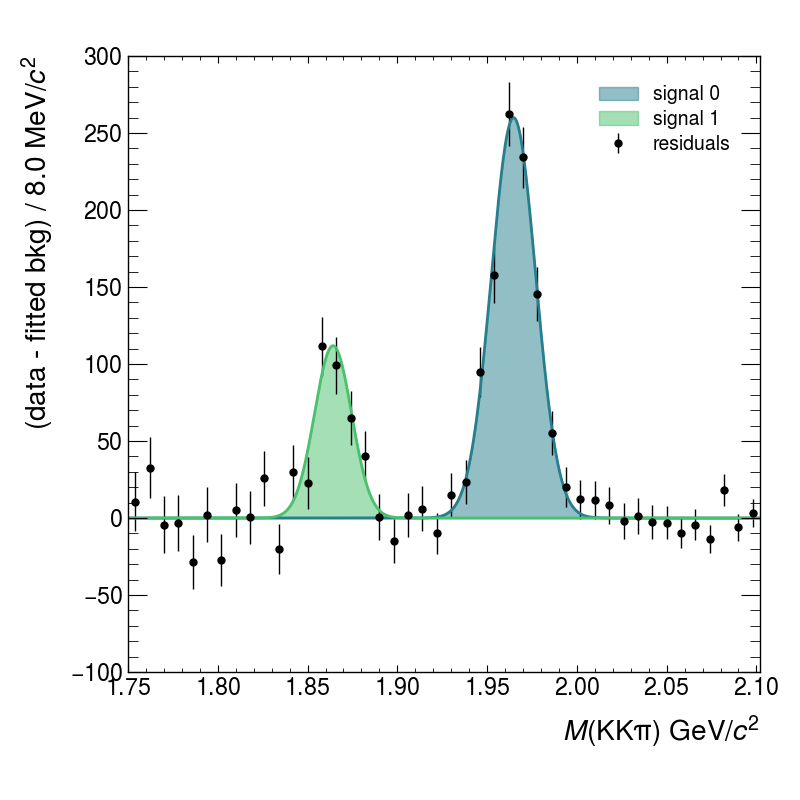 (data - fitted bkg) / 8.0 MeV/c²
300
250
200
150
100
50
0
−50
−100
signal 0
signal 1
residuals
1.75 1.80 1.85 1.90 1.95 2.00 2.05 2.10
M(KKπ) GeV/c²